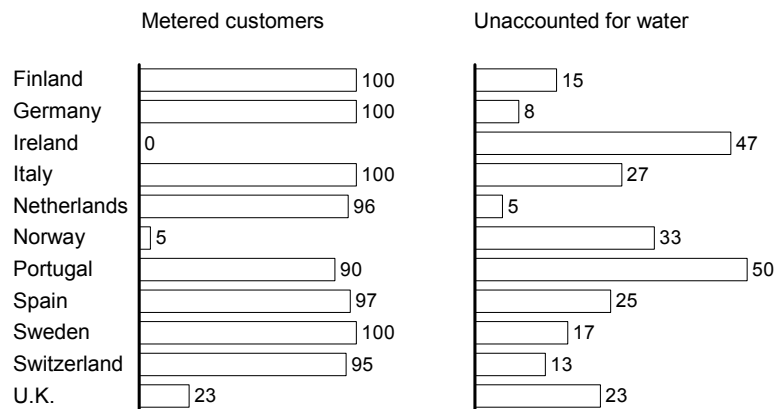 Metered customers Unaccounted for water
Finland 100 15
Germany 100 8
Ireland 0 47
Italy 100 27
Netherlands 96 5
Norway 5 33
Portugal 90 50
Spain 97 25
Sweden 100 17
Switzerland 95 13
U.K. 23 23